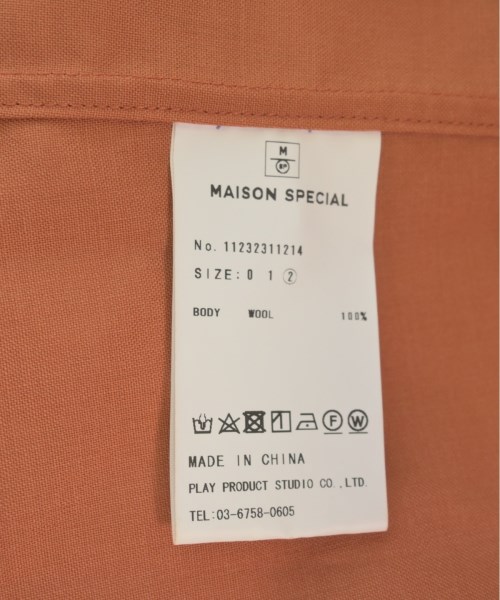 M
SP
MAISON SPECIAL
No. 11232311214
SIZE: 0 1 ②
BODY WOOL 100%
F W
MADE IN CHINA
PLAY PRODUCT STUDIO CO.,LTD.
TEL:03-6758-0605